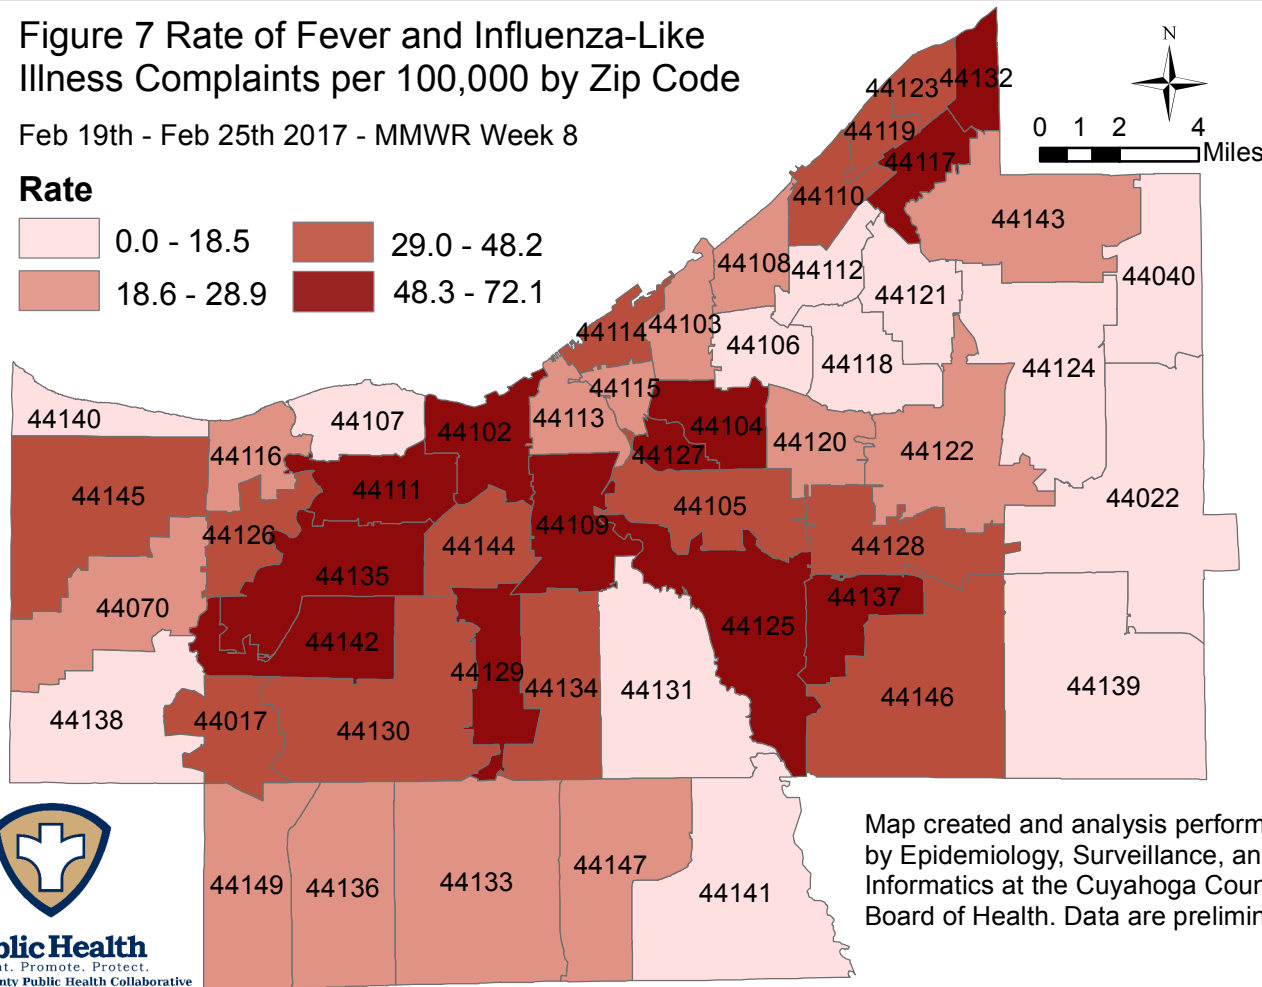 Figure 7 Rate of Fever and Influenza-Like
Illness Complaints per 100,000 by Zip Code
Feb 19th - Feb 25th 2017 - MMWR Week 8
Rate
0.0 - 18.5
29.0 - 48.2
18.6 - 28.9
48.3 - 72.1
N
0 1 2 4
Miles
44132
44123
44119
44117
44110
44143
44108
44112
44040
44121
44114
44103
44106
44118
44124
44115
44140
44107
44102
44113
44104
44120
44122
44116
44127
44145
44111
44022
44105
44109
44126
44144
44128
44135
44070
44137
44125
44142
44129
44134
44131
44139
44146
44138
44017
44130
44149
44136
44133
44147
44141
Map created and analysis perform
by Epidemiology, Surveillance, an
Informatics at the Cuyahoga Coun
Board of Health. Data are prelimin
blic Health
nt. Promote. Protect.
nty Public Health Collaborative